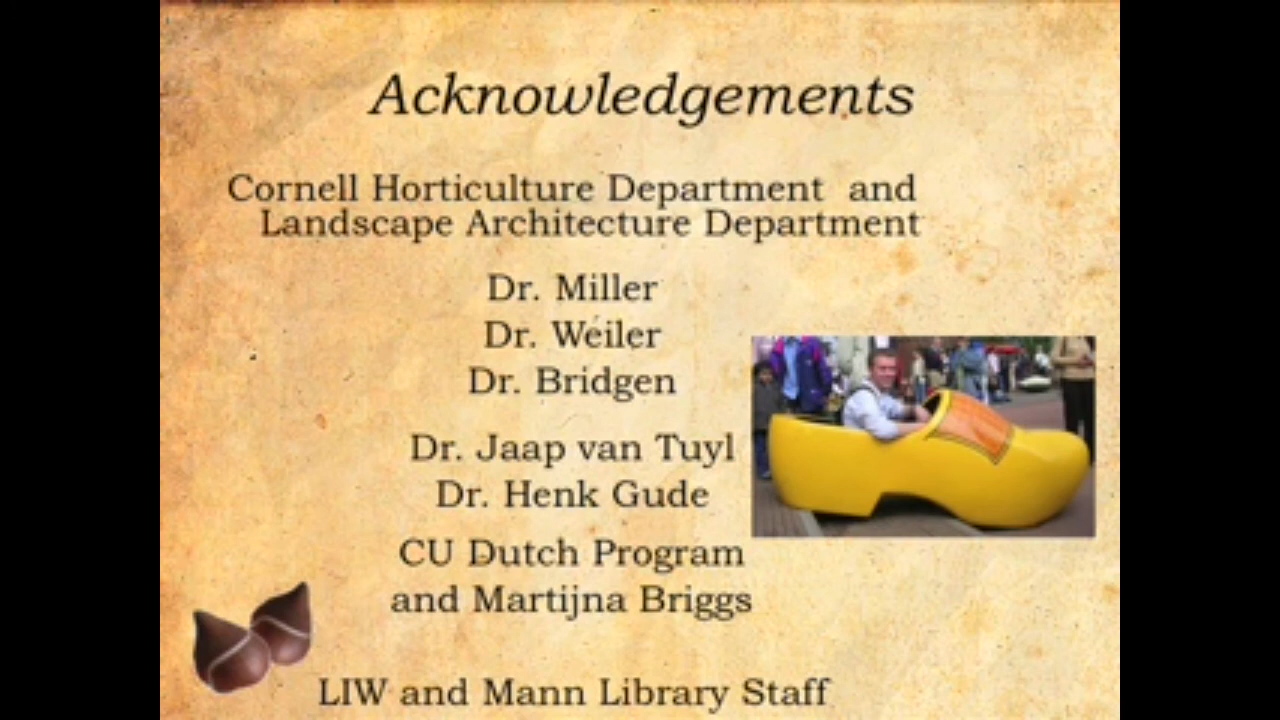 Acknowledgements
Cornell Horticulture Department and
Landscape Architecture Department
Dr. Miller
Dr. Weiler
Dr. Bridgen
Dr. Jaap van Tuyl
Dr. Henk Gude
CU Dutch Program
and Martijna Briggs
LIW and Mann Library Staff